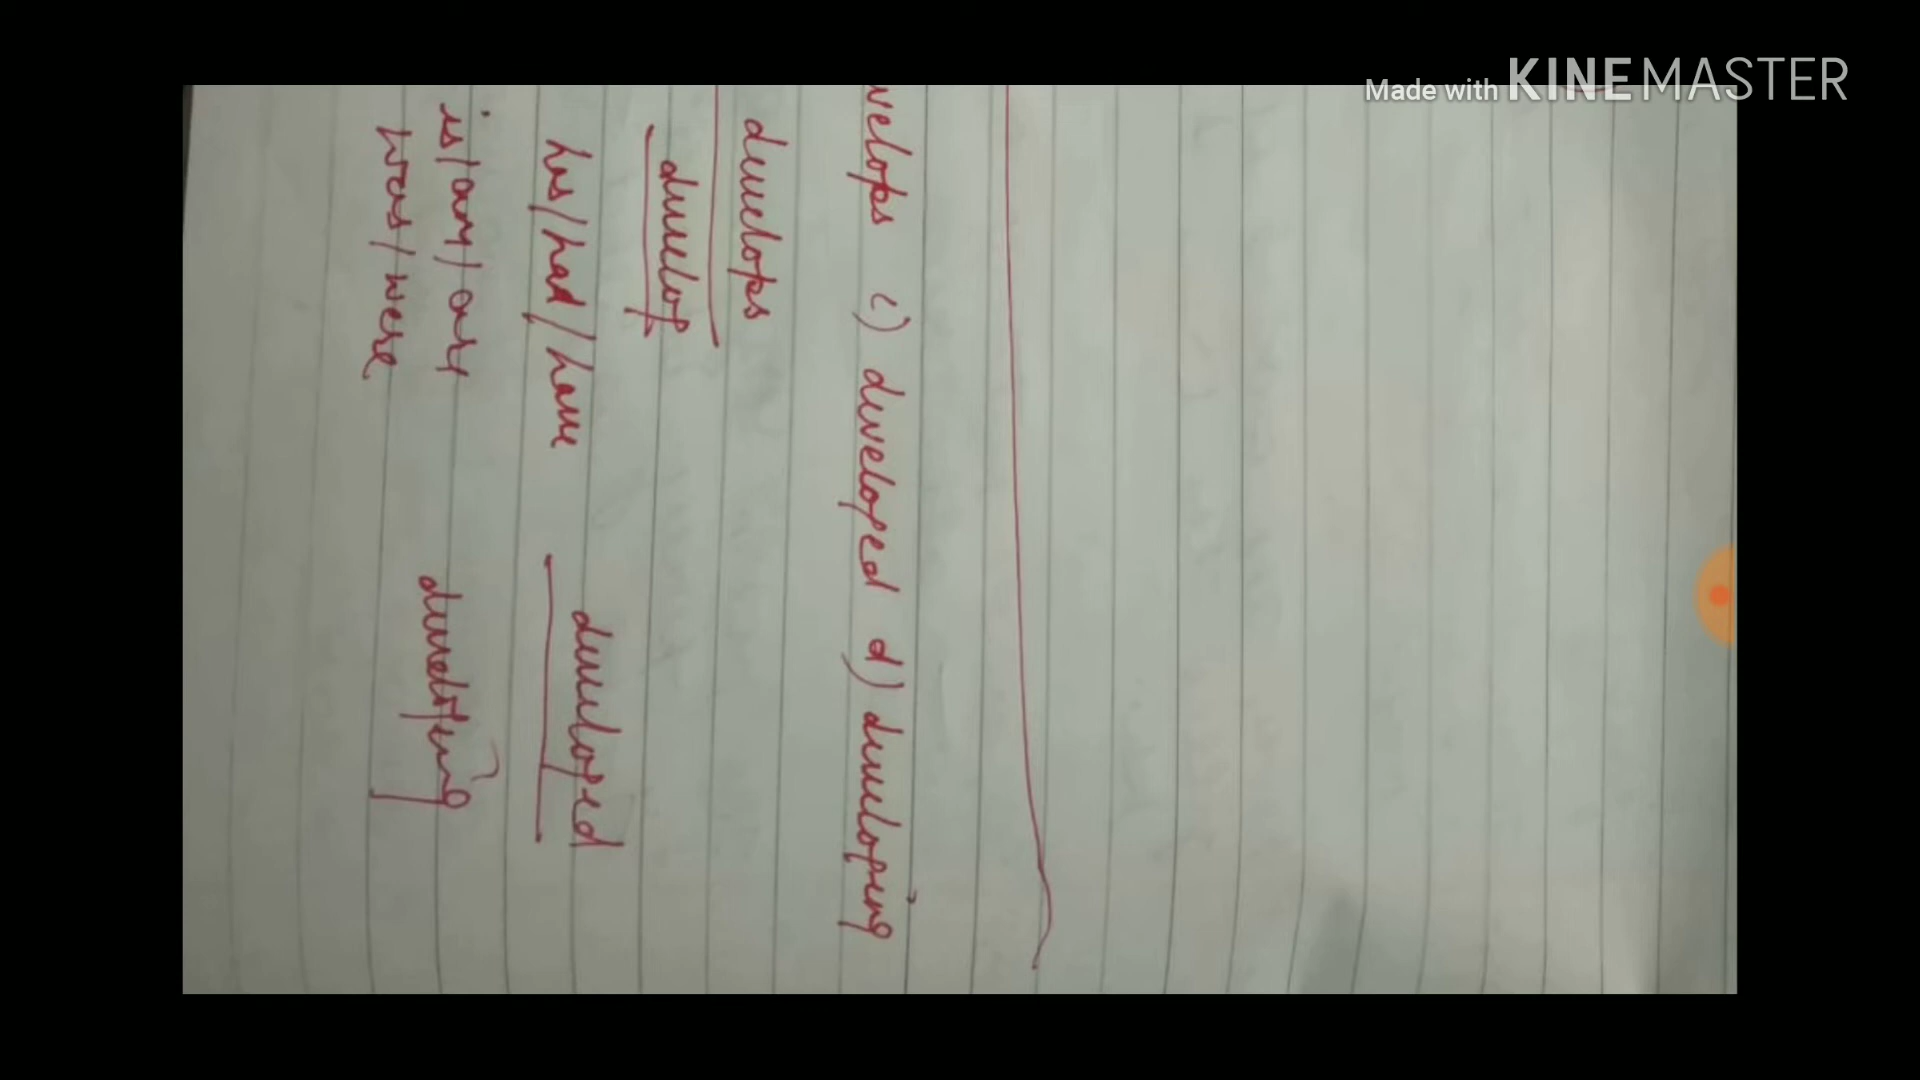 Made with KINEMASTER
velops c) developed d) developing
develops
develop
has/had/have developed
is/am/are developing
was/were